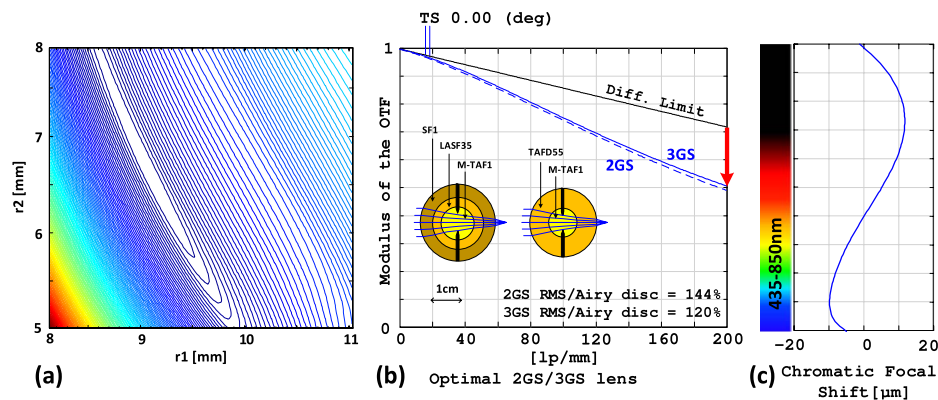 8
7
6
5
r2 [mm]
8
9
10
11
r1 [mm]
(a)
TS 0.00 (deg)
1
0
Modulus of the OTF
Diff. Limit
3GS
2GS
SF1
LASF35
M-TAF1
TAFD55
M-TAF1
1cm
2GS RMS/Airy disc = 144%
3GS RMS/Airy disc = 120%
0
40
80
120
160
200
[lp/mm]
(b)
Optimal 2GS/3GS lens
435-850nm
-20
0
20
40
(c)
Chromatic Focal
Shift[μm]